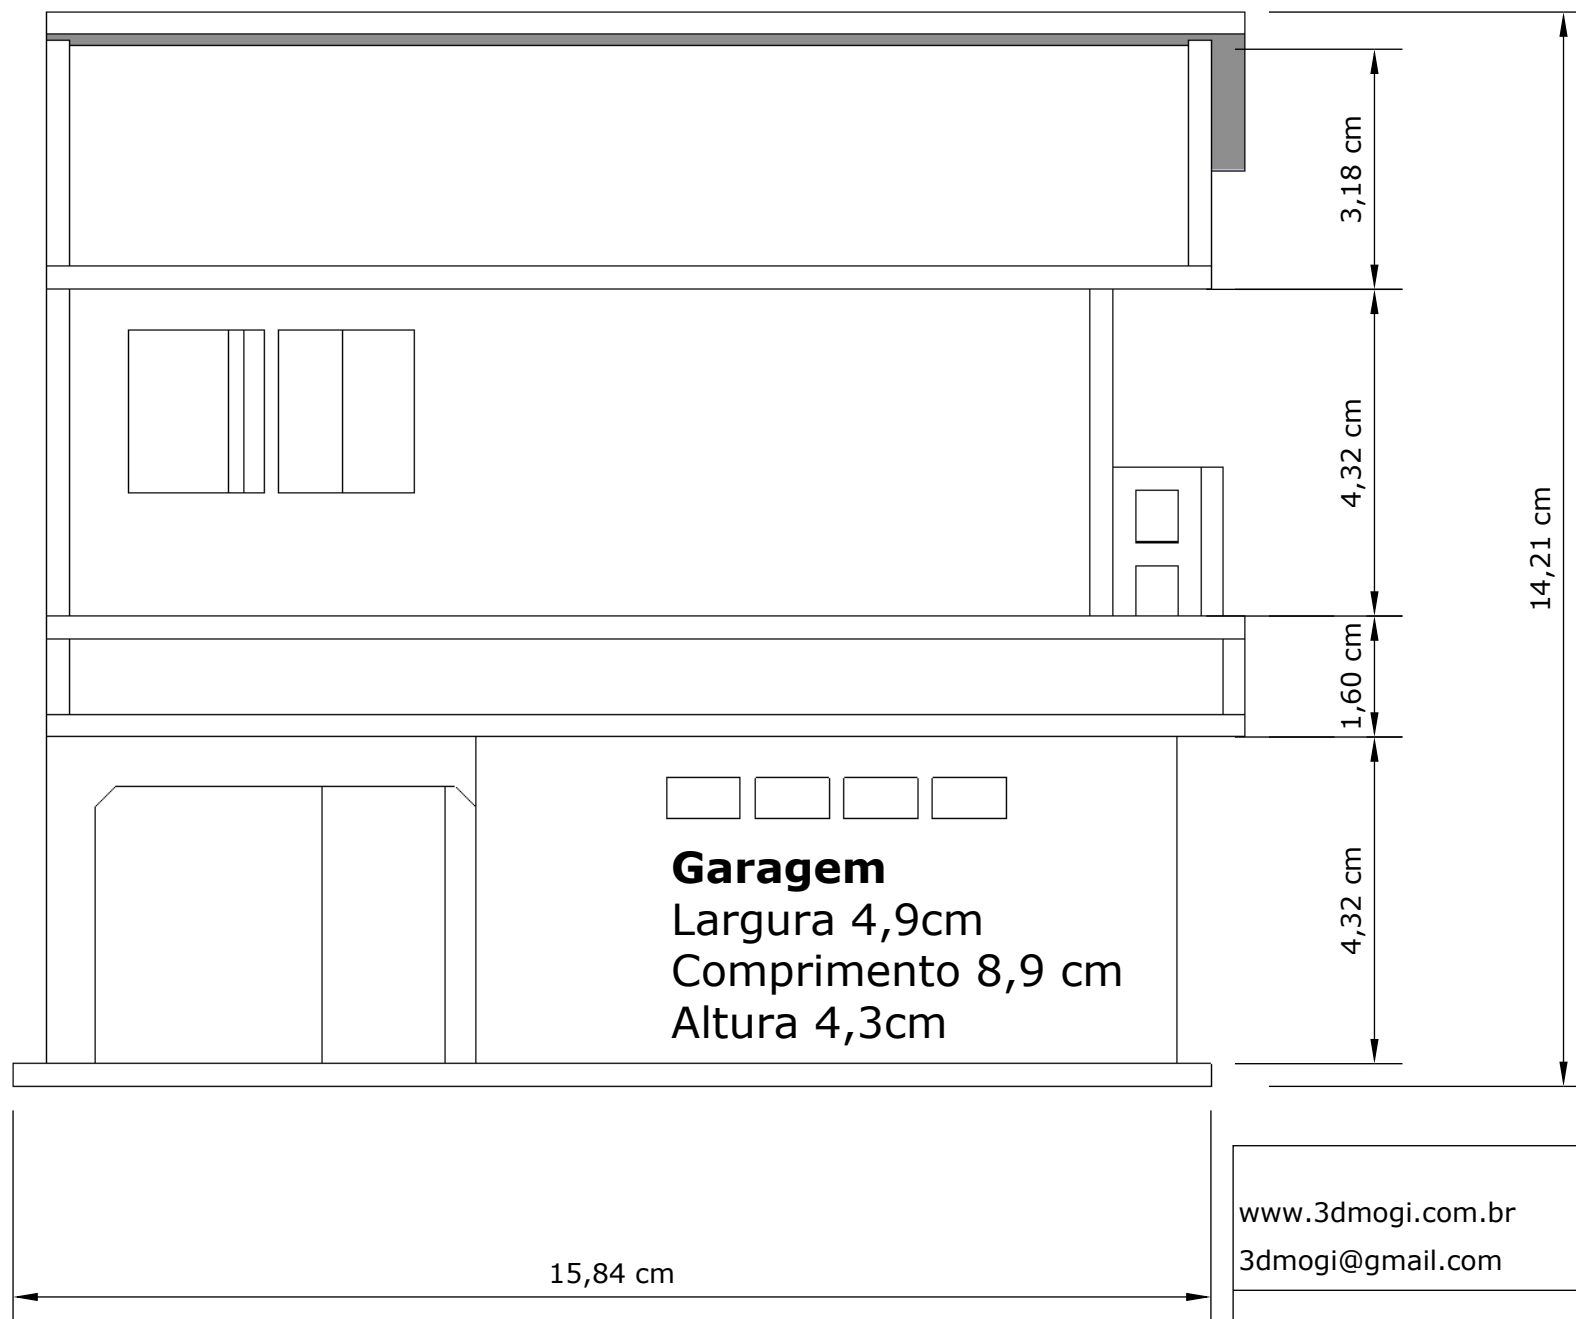 3,18 cm
4,32 cm
14,21 cm
1,60 cm
4,32 cm
Garagem
Largura 4,9cm
Comprimento 8,9 cm
Altura 4,3cm
www.3dmogi.com.br
3dmogi@gmail.com
15,84 cm